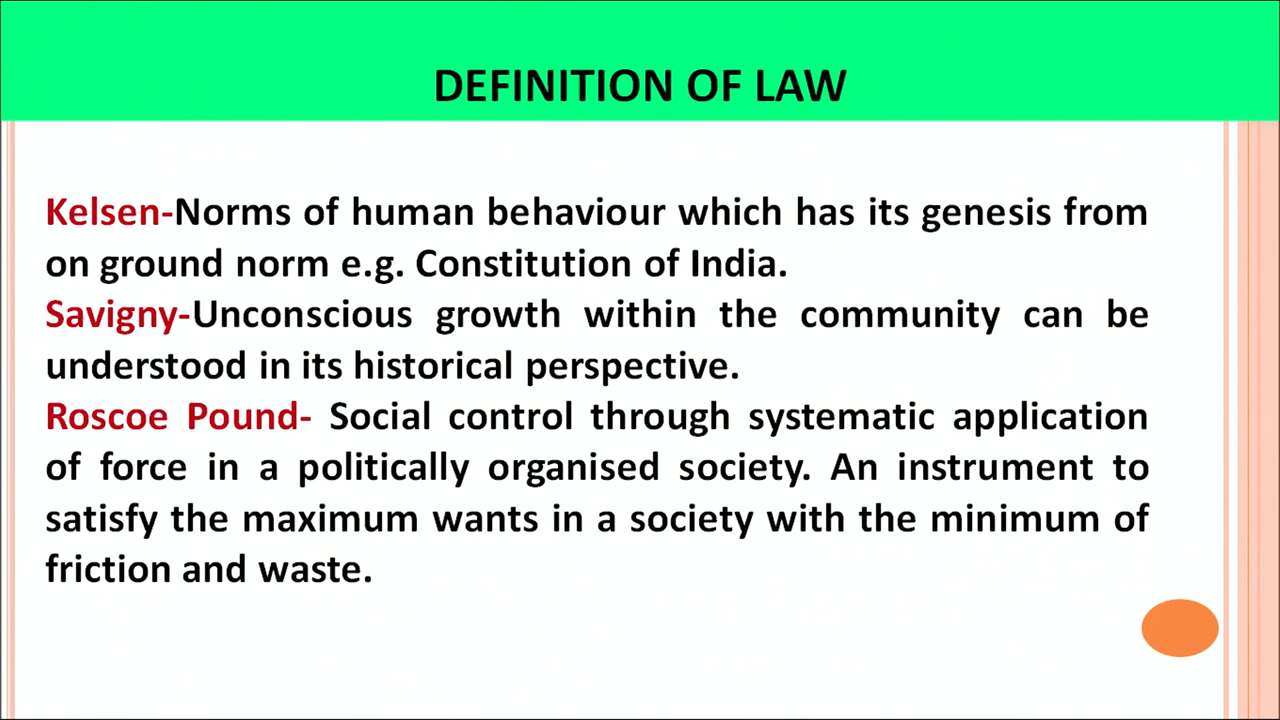 DEFINITION OF LAW
Kelsen-Norms of human behaviour which has its genesis from
on ground norm e.g. Constitution of India.
Savigny-Unconscious growth within the community can be
understood in its historical perspective.
Roscoe Pound- Social control through systematic application
of force in a politically organised society. An instrument to
satisfy the maximum wants in a society with the minimum of
friction and waste.